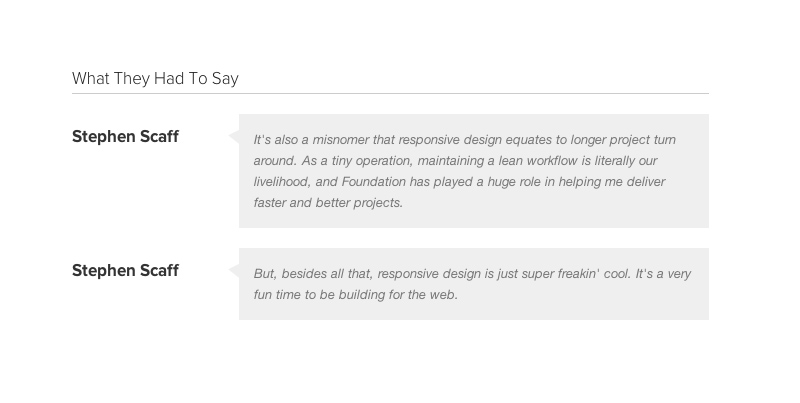 What They Had To Say
Stephen Scaff
It's also a misnomer that responsive design equates to longer project turn
around. As a tiny operation, maintaining a lean workflow is literally our
livelihood, and Foundation has played a huge role in helping me deliver
faster and better projects.
Stephen Scaff
But, besides all that, responsive design is just super freakin' cool. It's a very
fun time to be building for the web.